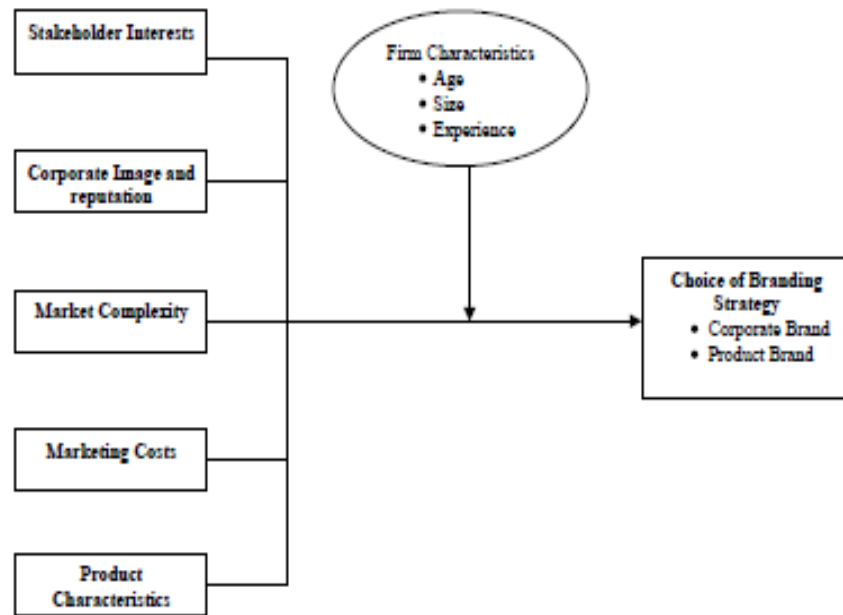 Stakeholder Interests
Firm Characteristics
• Age
• Size
• Experience
Corporate Image and
reputation
Market Complexity
Choice of Branding
Strategy
• Corporate Brand
• Product Brand
Marketing Costs
Product
Characteristics